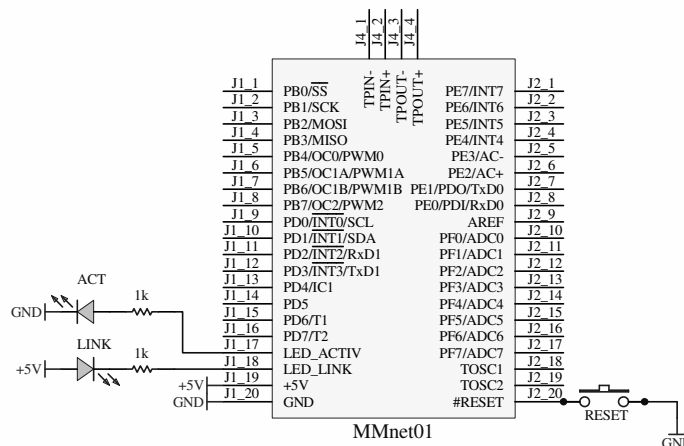 J4_1
J4_2
J4_3
J4_4
TPIN-
TPIN+
TPOUT-
TPOUT+
J1_1 PB0/SS PE7/INT7 J2_1
J1_2 PB1/SCK PE6/INT6 J2_2
J1_3 PB2/MOSI PE5/INT5 J2_3
J1_4 PB3/MISO PE4/INT4 J2_4
J1_5 PB4/OC0/PWM0 PE3/AC- J2_5
J1_6 PB5/OC1A/PWM1A PE2/AC+ J2_6
J1_7 PB6/OC1B/PWM1B PE1/PDO/TxD0 J2_7
J1_8 PB7/OC2/PWM2 PE0/PDI/RxD0 J2_8
J1_9 PD0/INT0/SCL AREF J2_9
J1_10 PD1/INT1/SDA PF0/ADC0 J2_10
J1_11 PD2/INT2/RxD1 PF1/ADC1 J2_11
J1_12 PD3/INT3/TxD1 PF2/ADC2 J2_12
J1_13 PD4/IC1 PF3/ADC3 J2_13
J1_14 PD5 PF4/ADC4 J2_14
J1_15 PD6/T1 PF5/ADC5 J2_15
J1_16 PD7/T2 PF6/ADC6 J2_16
J1_17 LED_ACTIV PF7/ADC7 J2_17
J1_18 LED_LINK TOSC1 J2_18
J1_19 +5V TOSC2 J2_19
J1_20 GND #RESET J2_20
ACT
GND 1k
LINK
+5V 1k
+5V
GND
RESET
GND
MMnet01